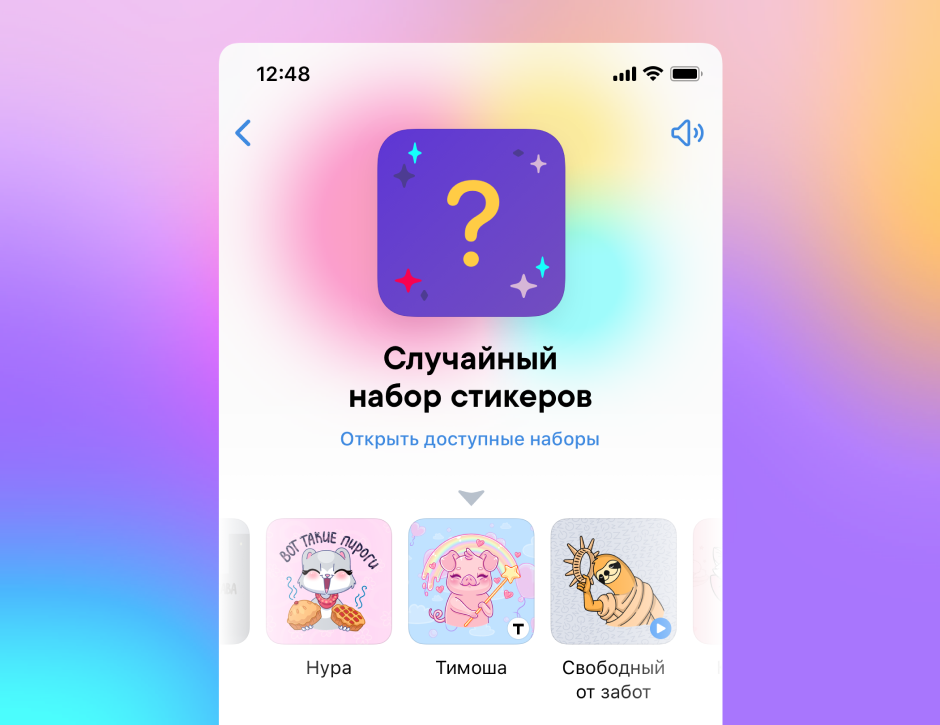 12:48
?
Случайный
набор стикеров
Открыть доступные наборы
ВОТ ТАКИЕ ПИРОГИ
T
Нура
Тимоша
Свободный
от забот